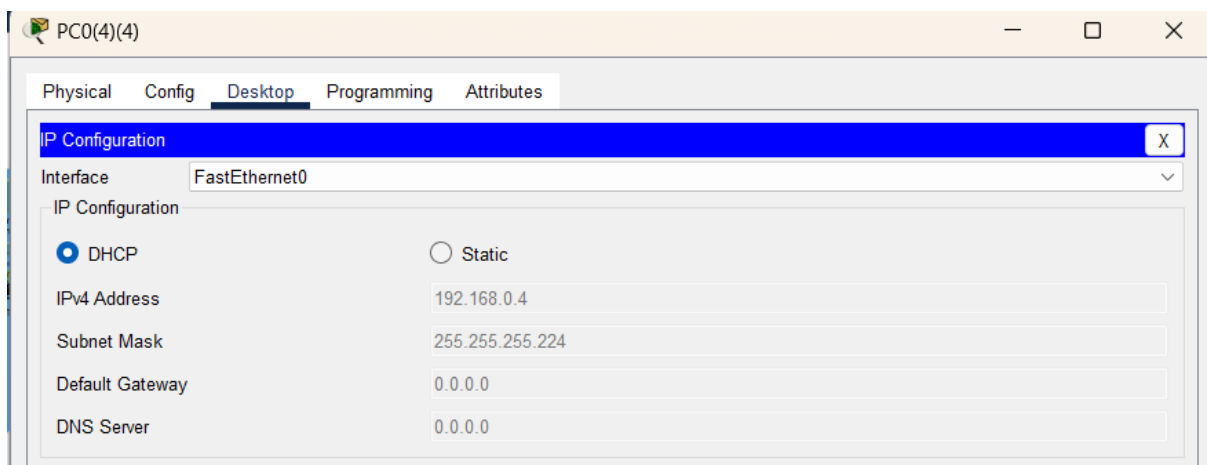 PC0(4)(4)
Physical Config Desktop Programming Attributes
IP Configuration X
Interface FastEthernet0
IP Configuration
DHCP Static
IPv4 Address 192.168.0.4
Subnet Mask 255.255.255.224
Default Gateway 0.0.0.0
DNS Server 0.0.0.0